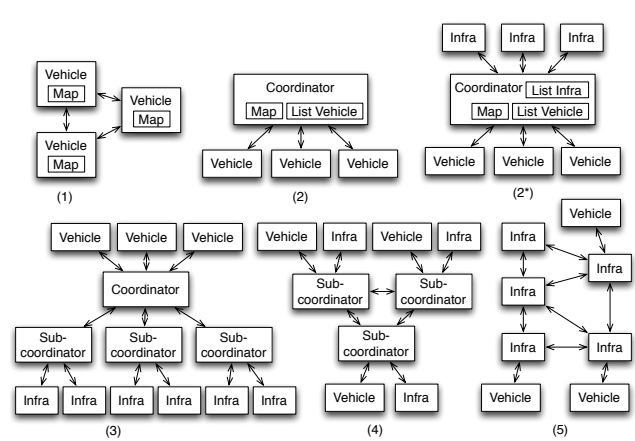 Vehicle
Map
Vehicle
Map
Vehicle
Map
(1)
Coordinator
Map
List Vehicle
Vehicle
Vehicle
Vehicle
(2)
Infra
Infra
Infra
Coordinator
List Infra
Map
List Vehicle
Vehicle
Vehicle
Vehicle
(2*)
Vehicle
Vehicle
Vehicle
Coordinator
Sub-
coordinator
Sub-
coordinator
Sub-
coordinator
Infra
Infra
Infra
Infra
Infra
Infra
(3)
Vehicle
Infra
Vehicle
Infra
Sub-
coordinator
Sub-
coordinator
Sub-
coordinator
Vehicle
Infra
(4)
Vehicle
Infra
Infra
Infra
Infra
Infra
Vehicle
Vehicle
(5)